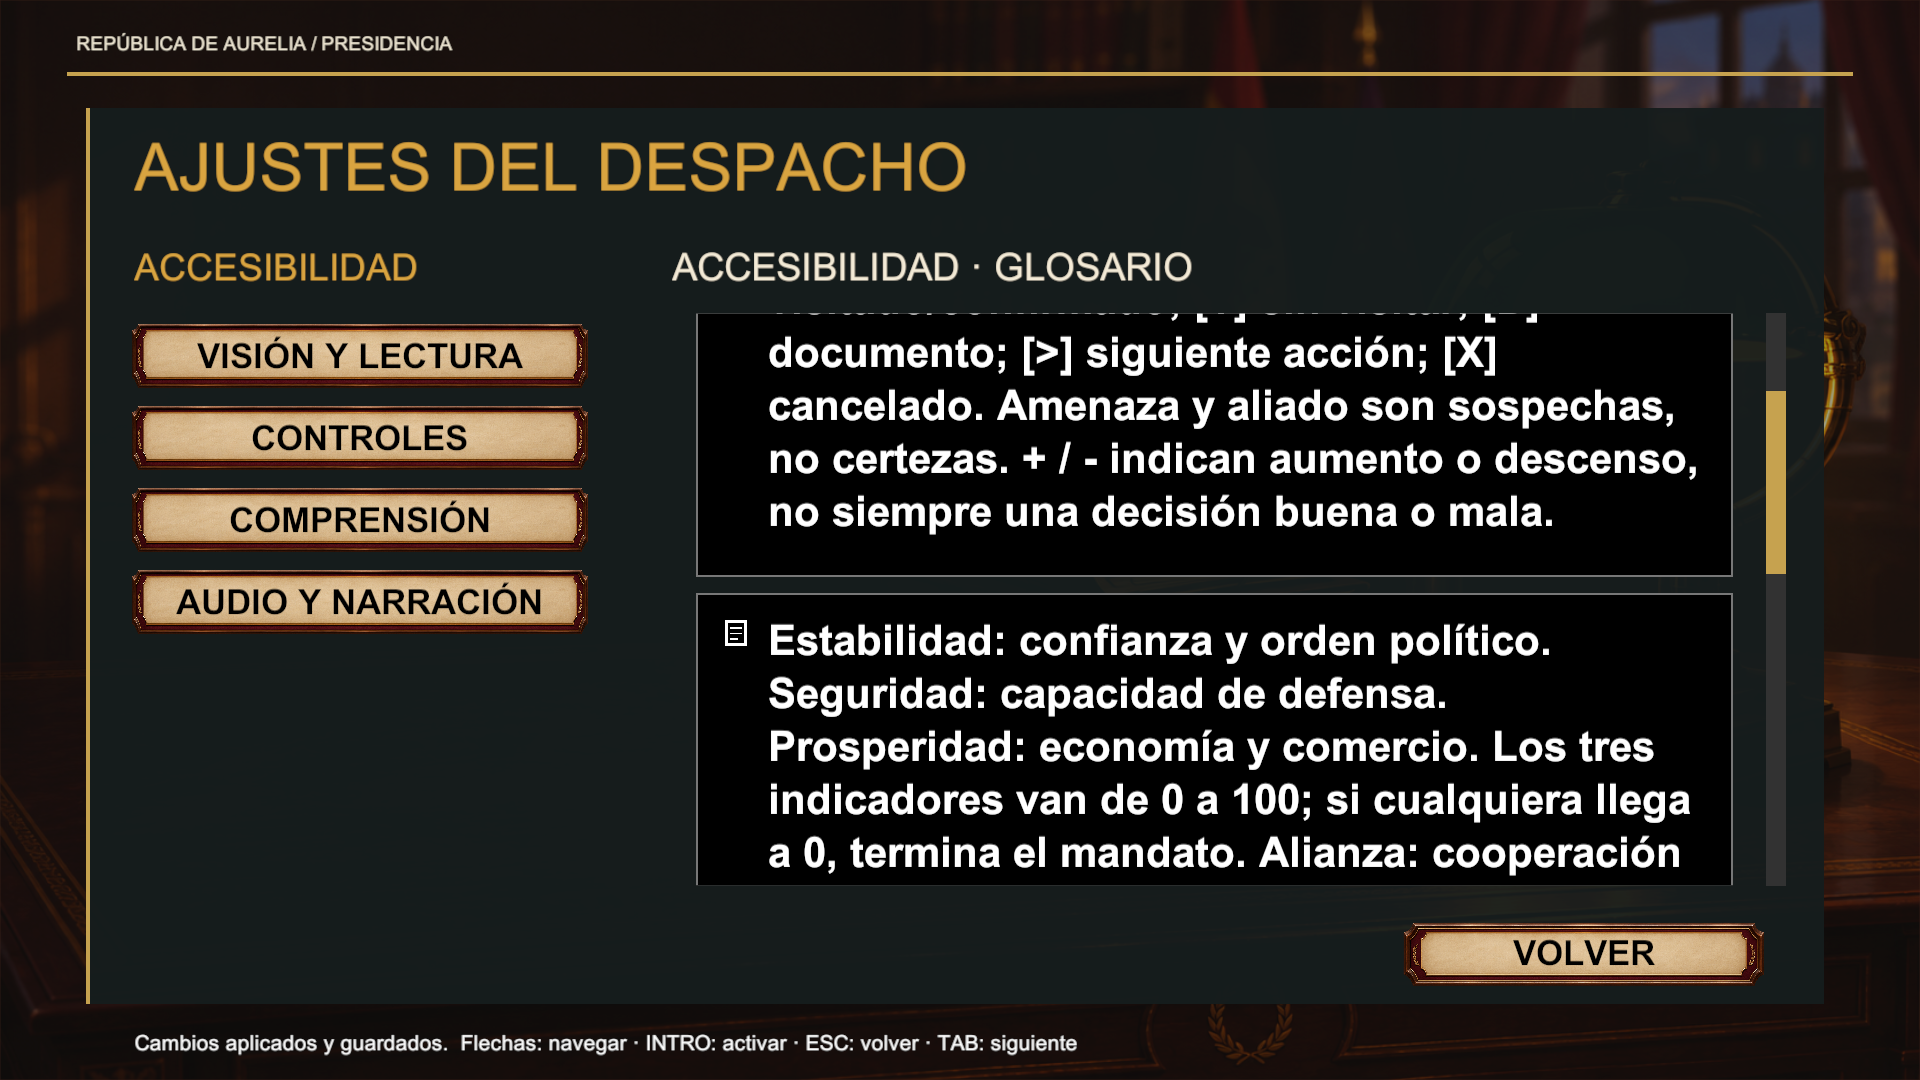 REPÚBLICA DE AURELIA / PRESIDENCIA
AJUSTES DEL DESPACHO
ACCESIBILIDAD
VISIÓN Y LECTURA
CONTROLES
COMPRENSIÓN
AUDIO Y NARRACIÓN
ACCESIBILIDAD · GLOSARIO
documento; [>] siguiente acción; [X]
cancelado. Amenaza y aliado son sospechas,
no certezas. + / - indican aumento o descenso,
no siempre una decisión buena o mala.
Estabilidad: confianza y orden político.
Seguridad: capacidad de defensa.
Prosperidad: economía y comercio. Los tres
indicadores van de 0 a 100; si cualquiera llega
a 0, termina el mandato. Alianza: cooperación
VOLVER
Cambios aplicados y guardados. Flechas: navegar · INTRO: activar · ESC: volver · TAB: siguiente